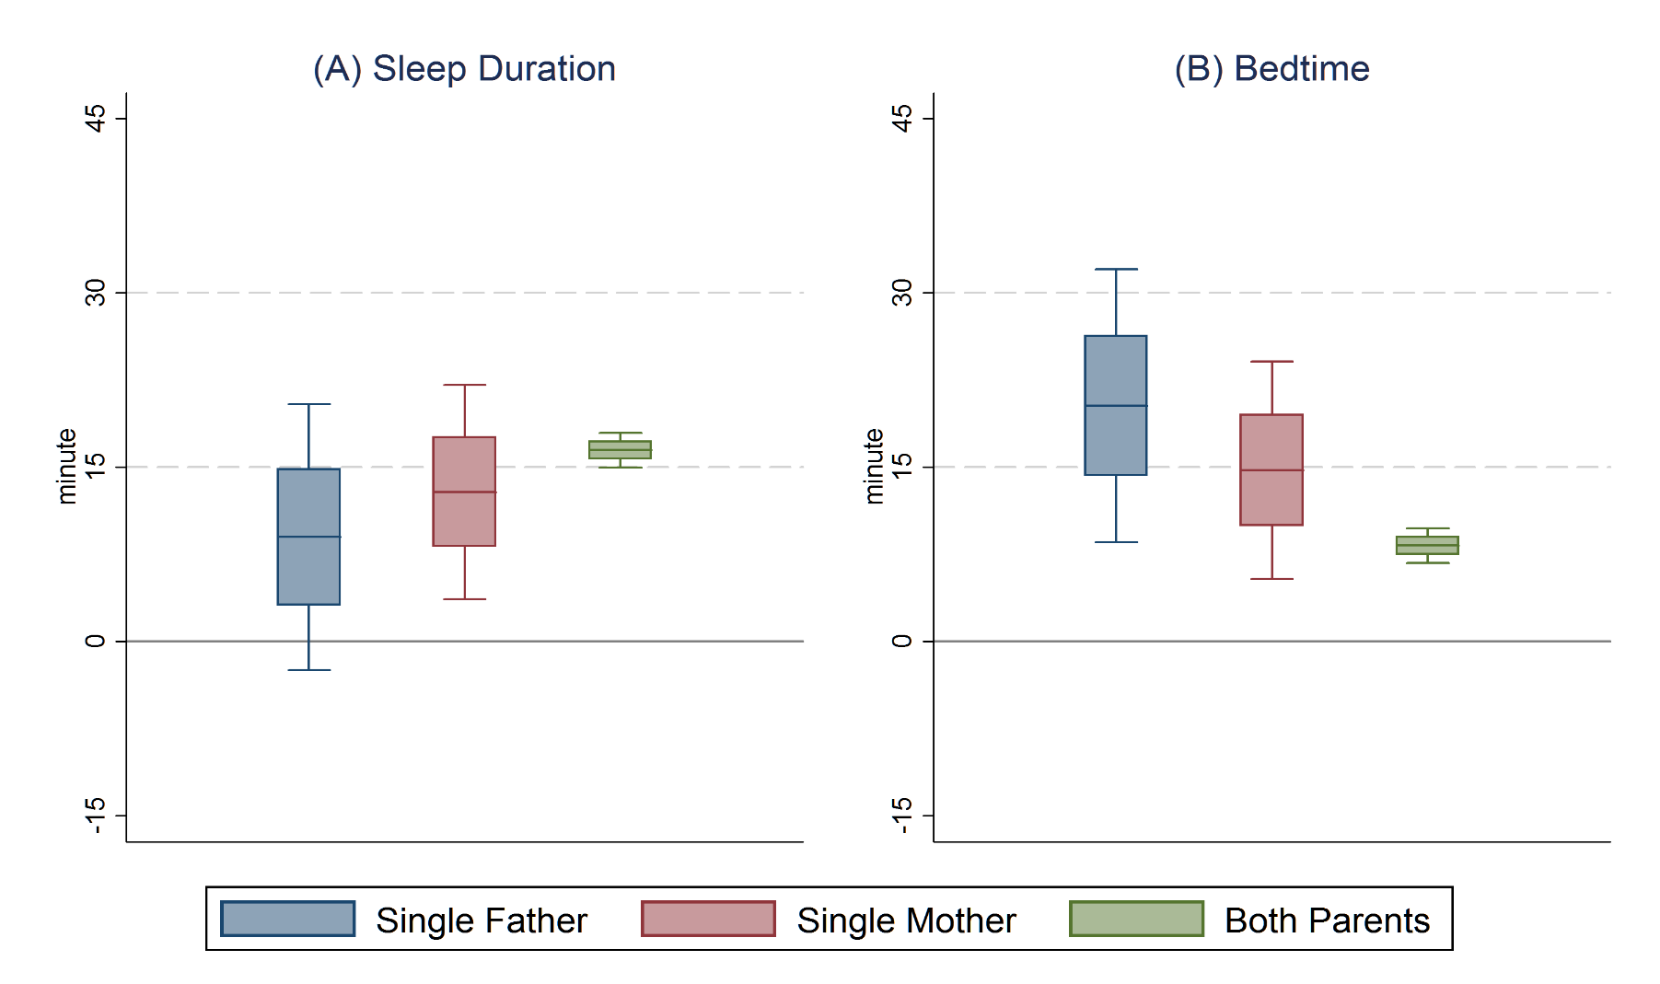 (A) Sleep Duration
45
30
15
0
-15
minute
(B) Bedtime
45
30
15
0
-15
minute
Single Father
Single Mother
Both Parents